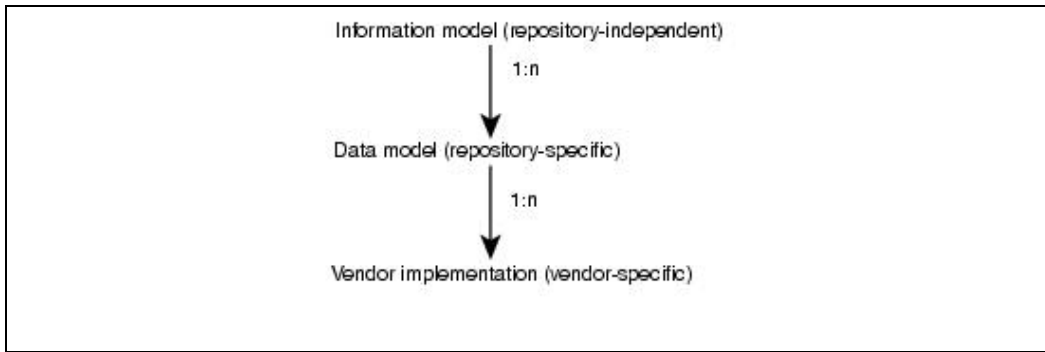 Information model (repository-independent)
1:n
Data model (repository-specific)
1:n
Vendor implementation (vendor-specific)